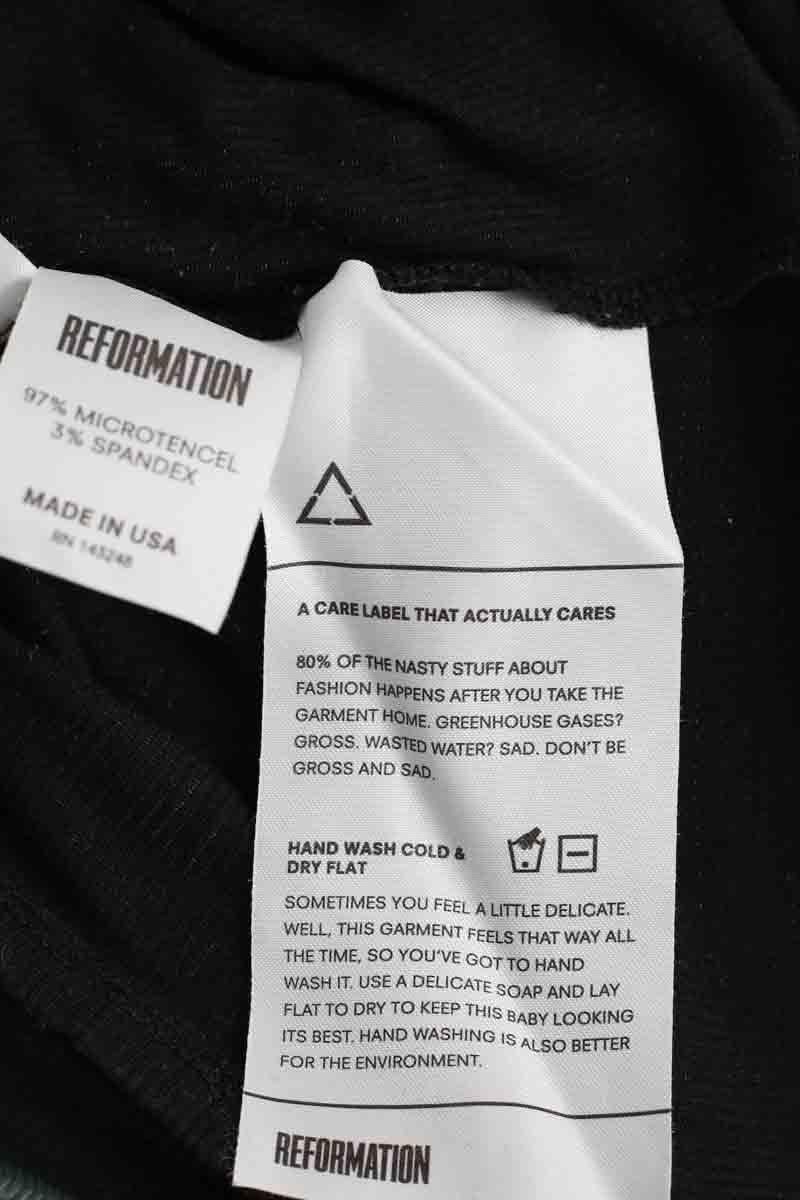 REFORMATION
97% MICROTENCEL
3% SPANDEX
MADE IN USA
RN 143248
A CARE LABEL THAT ACTUALLY CARES
80% OF THE NASTY STUFF ABOUT
FASHION HAPPENS AFTER YOU TAKE THE
GARMENT HOME. GREENHOUSE GASES?
GROSS. WASTED WATER? SAD. DON'T BE
GROSS AND SAD.
HAND WASH COLD &
DRY FLAT
SOMETIMES YOU FEEL A LITTLE DELICATE.
WELL, THIS GARMENT FEELS THAT WAY ALL
THE TIME, SO YOU'VE GOT TO HAND
WASH IT. USE A DELICATE SOAP AND LAY
FLAT TO DRY TO KEEP THIS BABY LOOKING
ITS BEST. HAND WASHING IS ALSO BETTER
FOR THE ENVIRONMENT.
REFORMATION